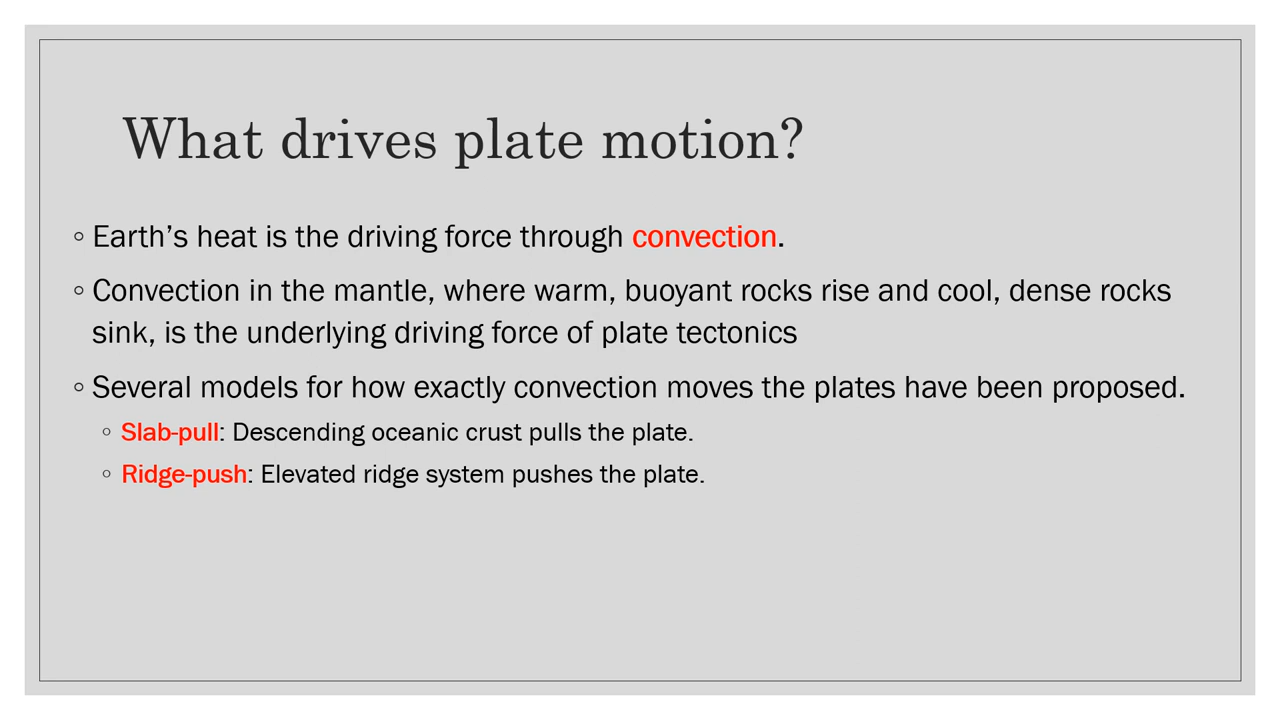 What drives plate motion?
◦ Earth’s heat is the driving force through convection.
◦ Convection in the mantle, where warm, buoyant rocks rise and cool, dense rocks
sink, is the underlying driving force of plate tectonics
◦ Several models for how exactly convection moves the plates have been proposed.
◦ Slab-pull: Descending oceanic crust pulls the plate.
◦ Ridge-push: Elevated ridge system pushes the plate.